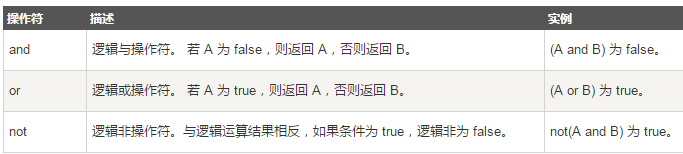 操作符 描述 实例
and 逻辑与操作符。 若 A 为 false，则返回 A，否则返回 B。 (A and B) 为 false。
or 逻辑或操作符。 若 A 为 true，则返回 A，否则返回 B。 (A or B) 为 true。
not 逻辑非操作符。与逻辑运算结果相反，如果条件为 true，逻辑非为 false。 not(A and B) 为 true。